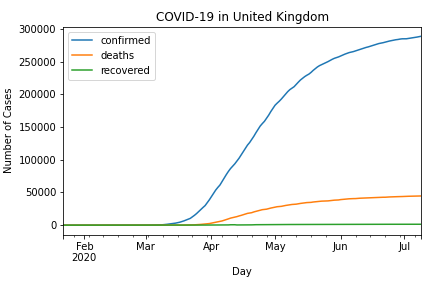 COVID-19 in United Kingdom
300000
250000
200000
150000
100000
50000
0
Number of Cases
confirmed
deaths
recovered
Feb
2020
Mar
Apr
May
Jun
Jul
Day